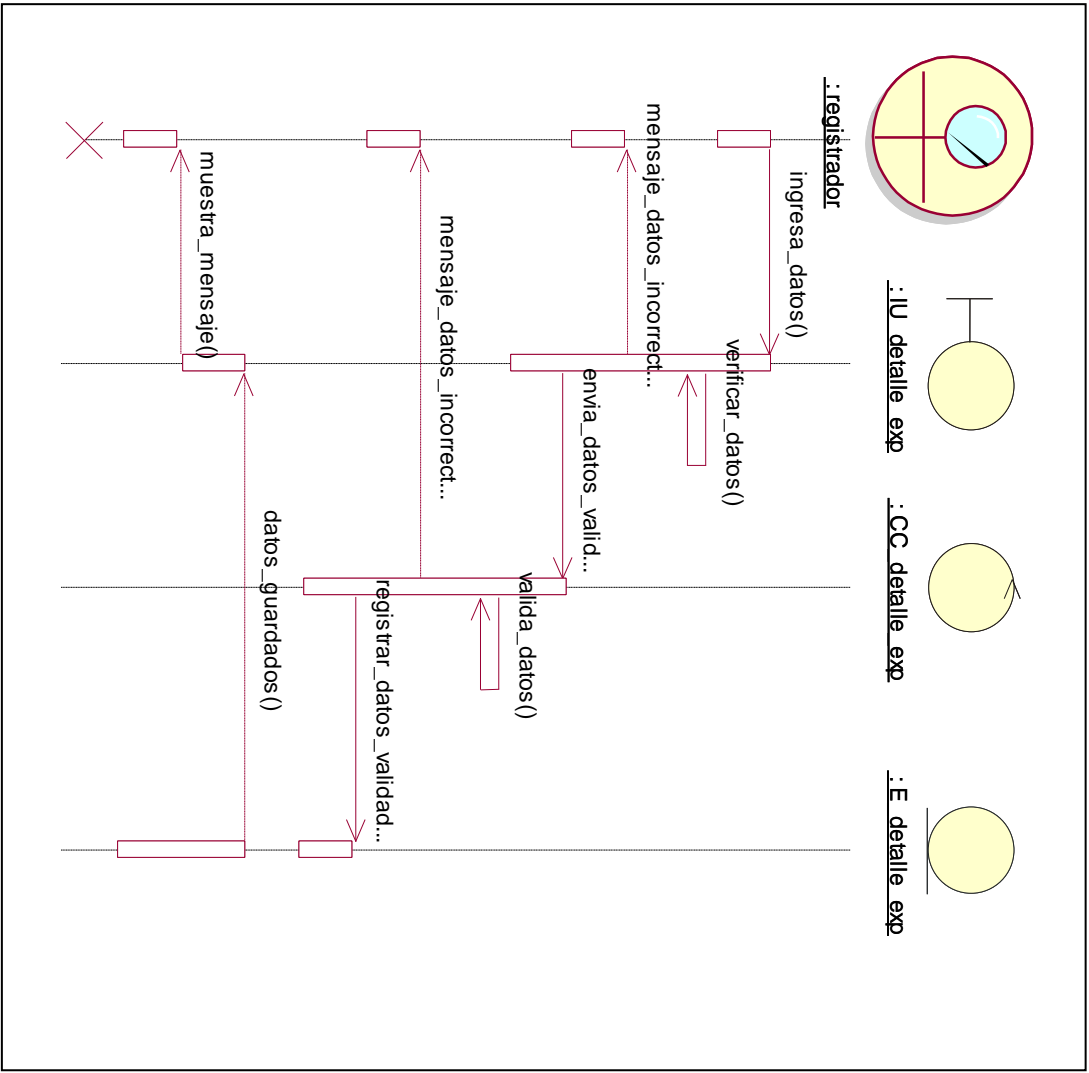 : registrador
: IU_detalle_exp
: CC_detalle_exp
: E_detalle_exp
ingresa_datos()
verificar_datos()
mensaje_datos_incorrect...
envia_datos_valid...
valida_datos()
mensaje_datos_incorrect...
registrar_datos_validad...
datos_guardados()
muestra_mensaje()